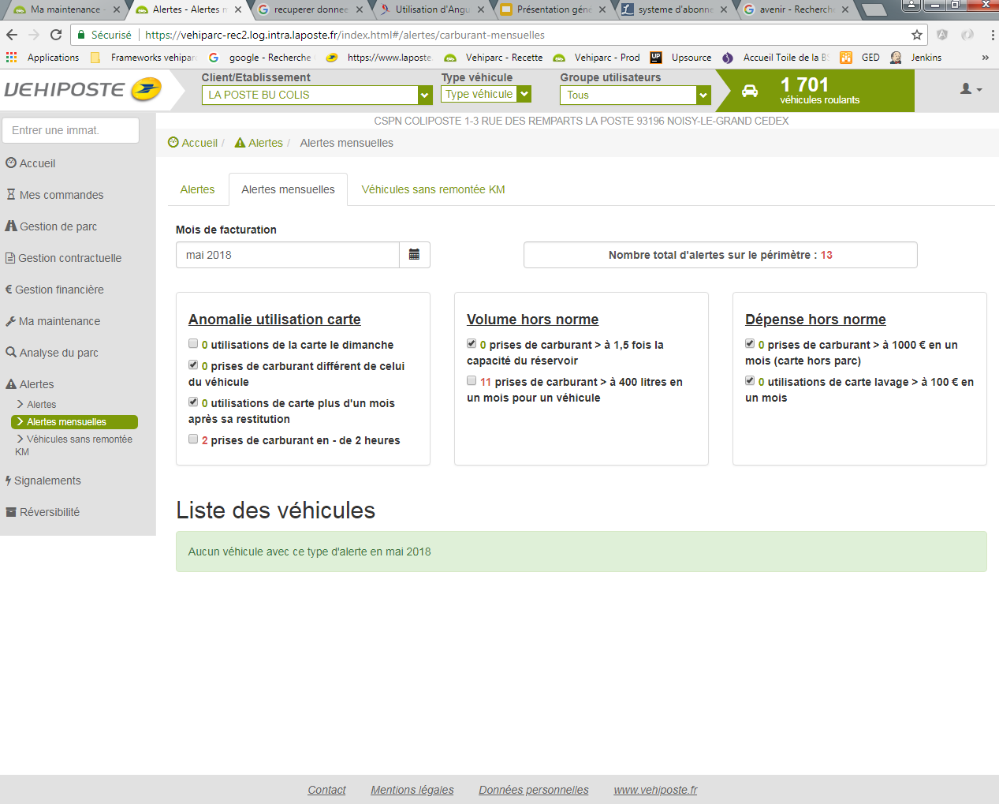 Ma maintenance -
Alertes - Alertes m
recuperer donnee
Utilisation d'Angu
Présentation géné
systeme d'abonne
avenir - Recherche
Sécurisé
https://vehiparc-rec2.log.intra.laposte.fr/index.html#/alertes/carburant-mensuelles
Applications
Frameworks vehiparc
google - Recherche
https://www.laposte.
Vehiparc - Recette
Vehiparc - Prod
UP
Upsource
Accueil Toile de la BS
GED
Jenkins
»
VEHIPOSTE
Client/Etablissement
LA POSTE BU COLIS
Type véhicule
Type véhicule
Groupe utilisateurs
Tous
1 701
véhicules roulants
CSPN COLIPOSTE 1-3 RUE DES REMPARTS LA POSTE 93196 NOISY-LE-GRAND CEDEX
Entrer une immat.
Accueil
Mes commandes
Gestion de parc
Gestion contractuelle
€ Gestion financière
Ma maintenance
Analyse du parc
Alertes
Alertes
Alertes mensuelles
Véhicules sans remontée
KM
Signalements
Réversibilité
Accueil / Alertes / Alertes mensuelles
Alertes
Alertes mensuelles
Véhicules sans remontée KM
Mois de facturation
mai 2018
Nombre total d'alertes sur le périmètre : 13
Anomalie utilisation carte
0 utilisations de la carte le dimanche
0 prises de carburant différent de celui
du véhicule
0 utilisations de carte plus d'un mois
après sa restitution
2 prises de carburant en - de 2 heures
Volume hors norme
0 prises de carburant > à 1,5 fois la
capacité du réservoir
11 prises de carburant > à 400 litres en
un mois pour un véhicule
Dépense hors norme
0 prises de carburant > à 1000 € en un
mois (carte hors parc)
0 utilisations de carte lavage > à 100 € en
un mois
Liste des véhicules
Aucun véhicule avec ce type d'alerte en mai 2018
Contact
Mentions légales
Données personnelles
www.vehiposte.fr